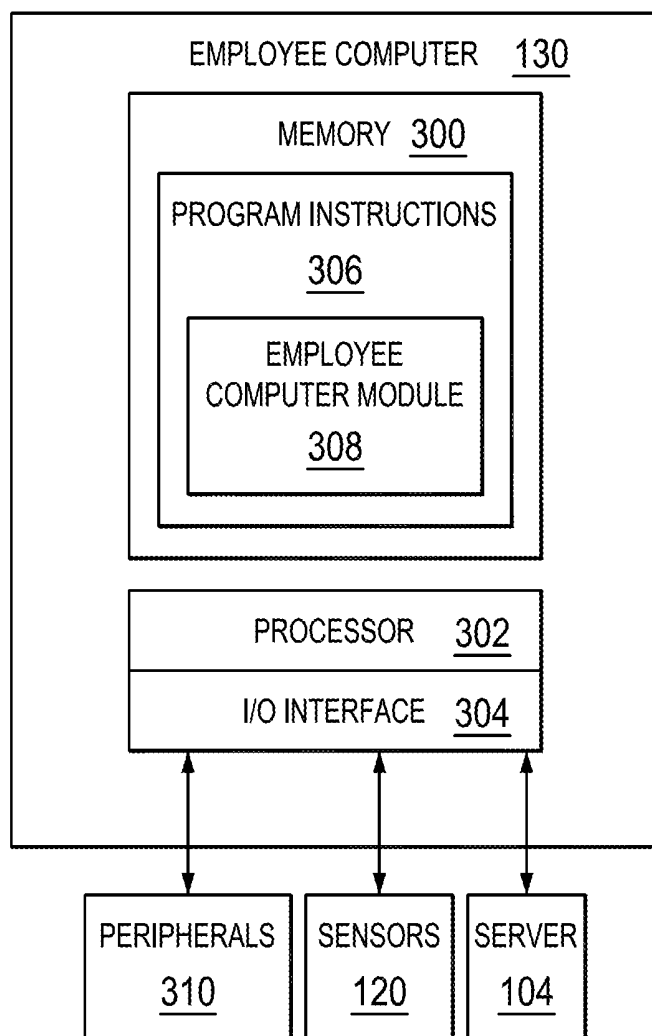 EMPLOYEE COMPUTER 130
MEMORY 300
PROGRAM INSTRUCTIONS
306
EMPLOYEE
COMPUTER MODULE
308
PROCESSOR 302
I/O INTERFACE 304
PERIPHERALS
310
SENSORS
120
SERVER
104